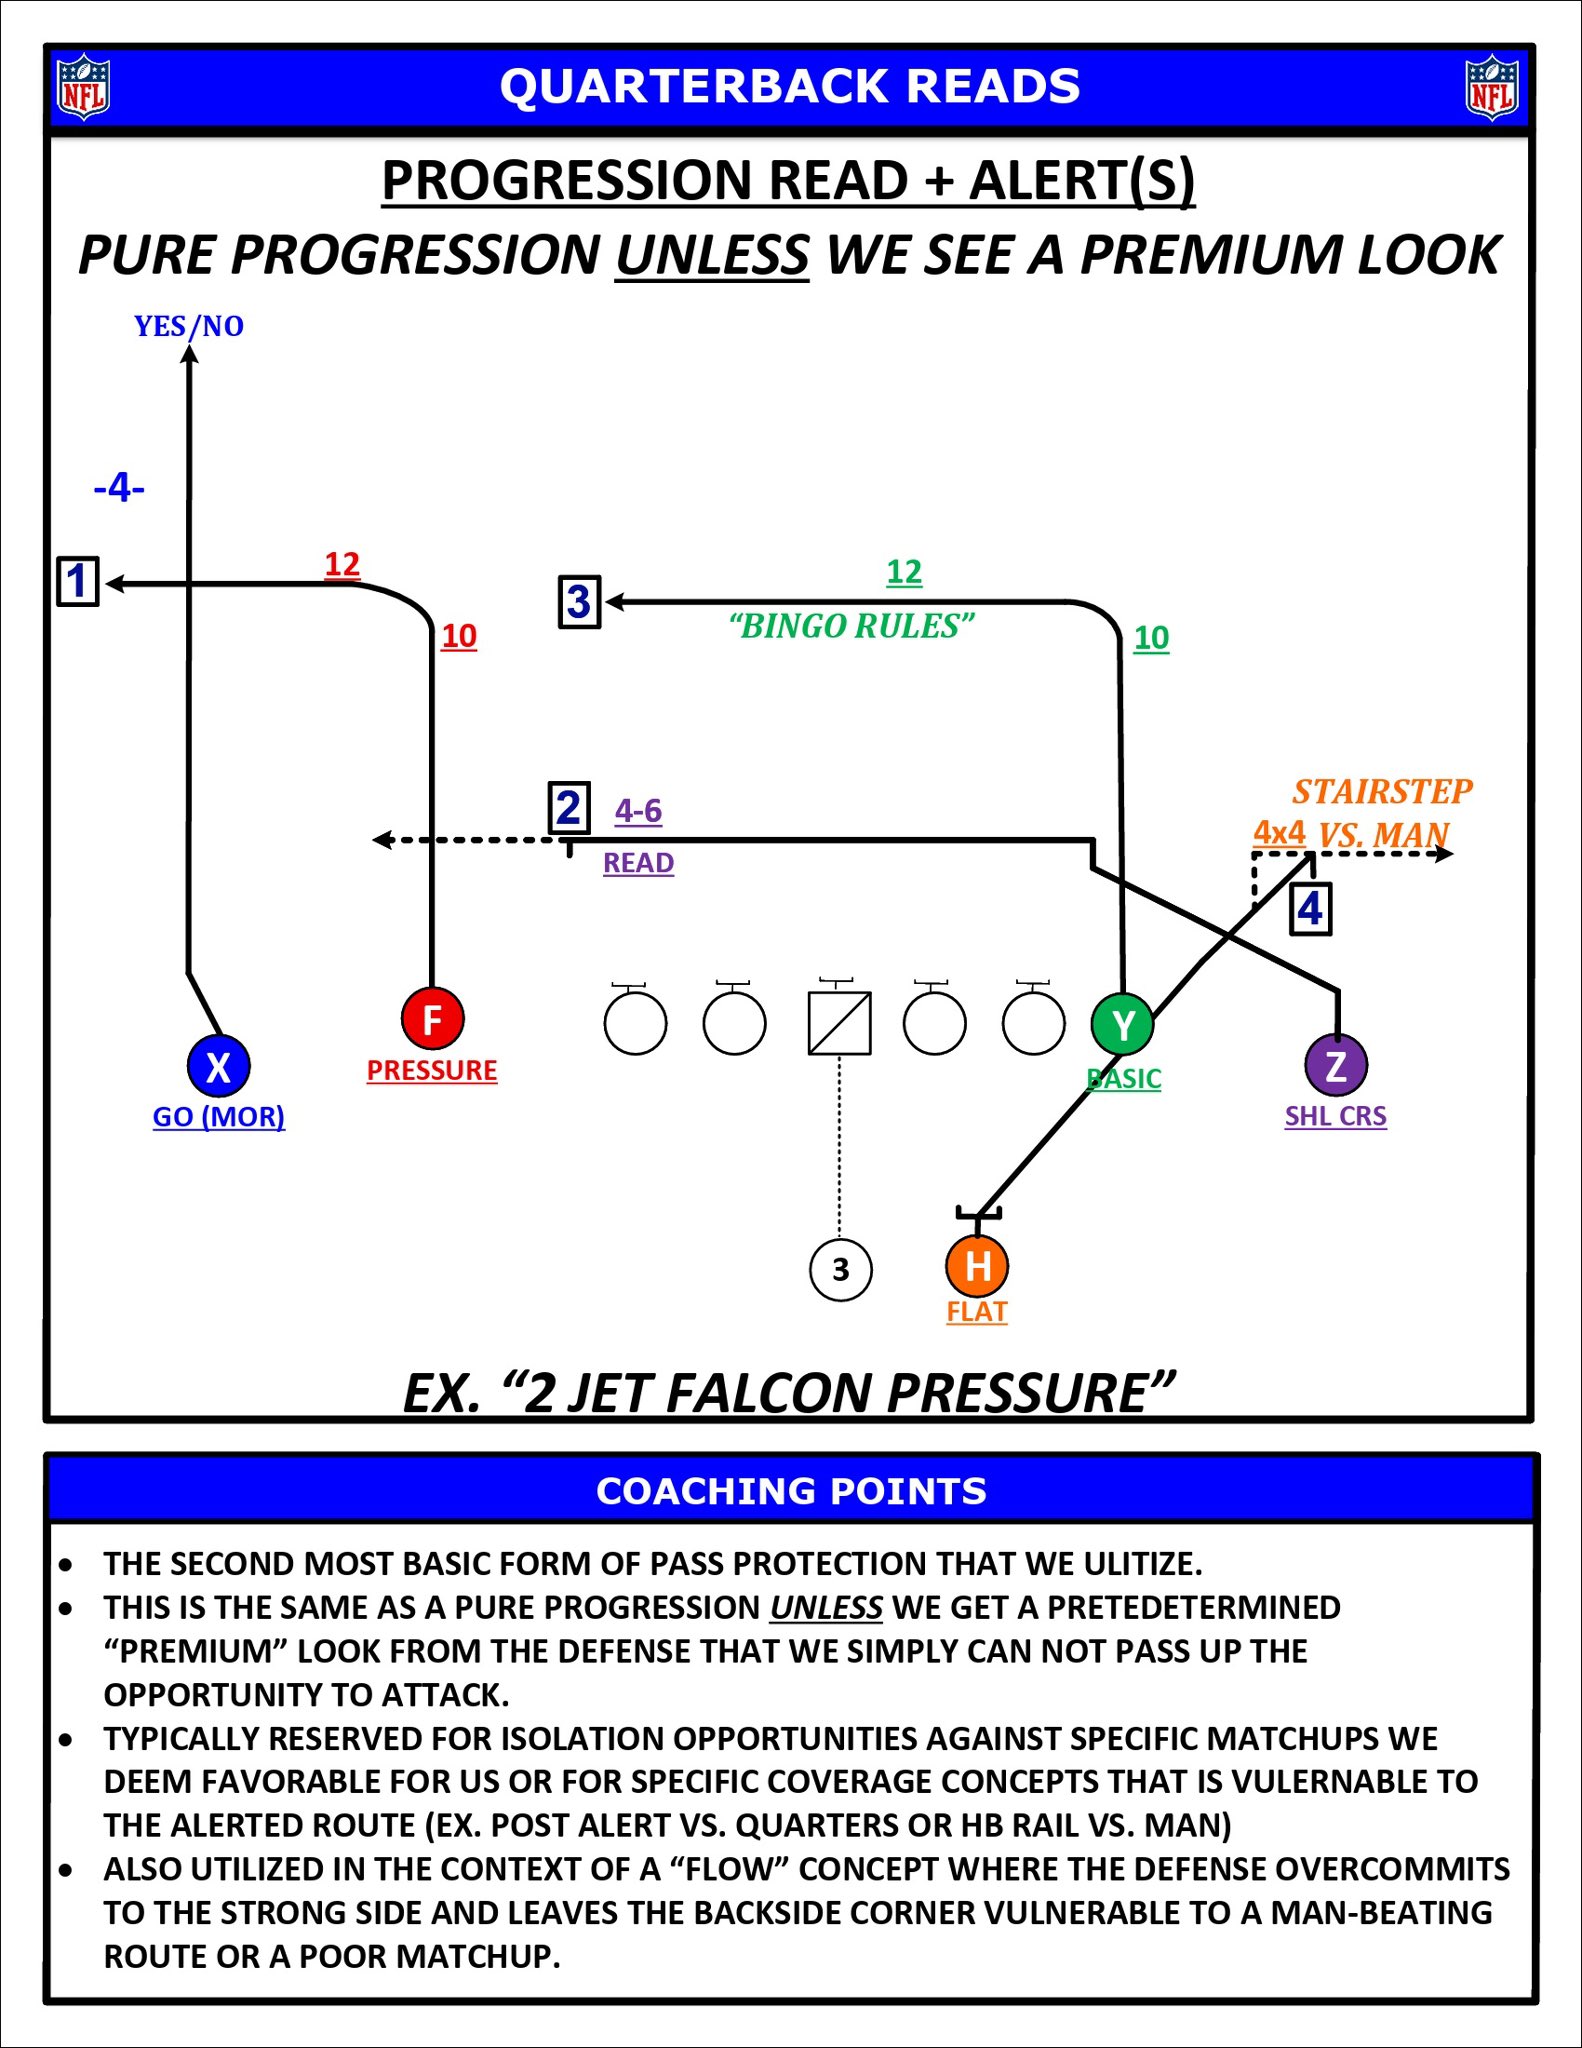 NFL
QUARTERBACK READS
NFL
PROGRESSION READ + ALERT(S)
PURE PROGRESSION UNLESS WE SEE A PREMIUM LOOK
YES/NO
-4-
1
12
10
3
12
"BINGO RULES"
10
2
4-6
READ
STAIRSTEP
4x4 VS. MAN
4
F
PRESSURE
X
GO (MOR)
Y
BASIC
Z
SHL CRS
3
H
FLAT
EX. "2 JET FALCON PRESSURE"
COACHING POINTS
• THE SECOND MOST BASIC FORM OF PASS PROTECTION THAT WE ULITIZE.
• THIS IS THE SAME AS A PURE PROGRESSION UNLESS WE GET A PRETEDETERMINED
"PREMIUM" LOOK FROM THE DEFENSE THAT WE SIMPLY CAN NOT PASS UP THE
OPPORTUNITY TO ATTACK.
• TYPICALLY RESERVED FOR ISOLATION OPPORTUNITIES AGAINST SPECIFIC MATCHUPS WE
DEEM FAVORABLE FOR US OR FOR SPECIFIC COVERAGE CONCEPTS THAT IS VULERNABLE TO
THE ALERTED ROUTE (EX. POST ALERT VS. QUARTERS OR HB RAIL VS. MAN)
• ALSO UTILIZED IN THE CONTEXT OF A "FLOW" CONCEPT WHERE THE DEFENSE OVERCOMMITS
TO THE STRONG SIDE AND LEAVES THE BACKSIDE CORNER VULNERABLE TO A MAN-BEATING
ROUTE OR A POOR MATCHUP.